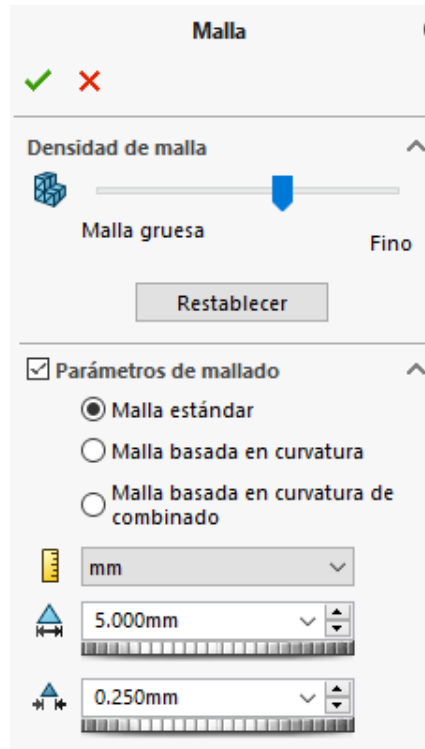 Malla
Densidad de malla
Malla gruesa
Fino
Restablecer
Parámetros de mallado
Malla estándar
Malla basada en curvatura
Malla basada en curvatura de
combinado
mm
5.000mm
0.250mm